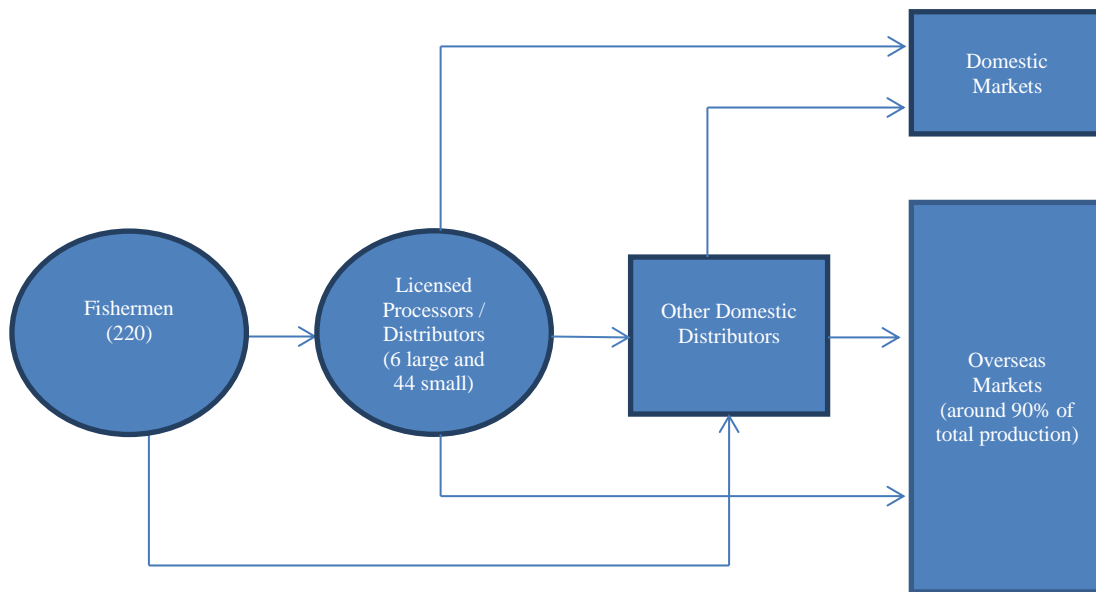 Fishermen
(220)
Licensed
Processors /
Distributors
(6 large and
44 small)
Other Domestic
Distributors
Domestic
Markets
Overseas
Markets
(around 90% of
total production)